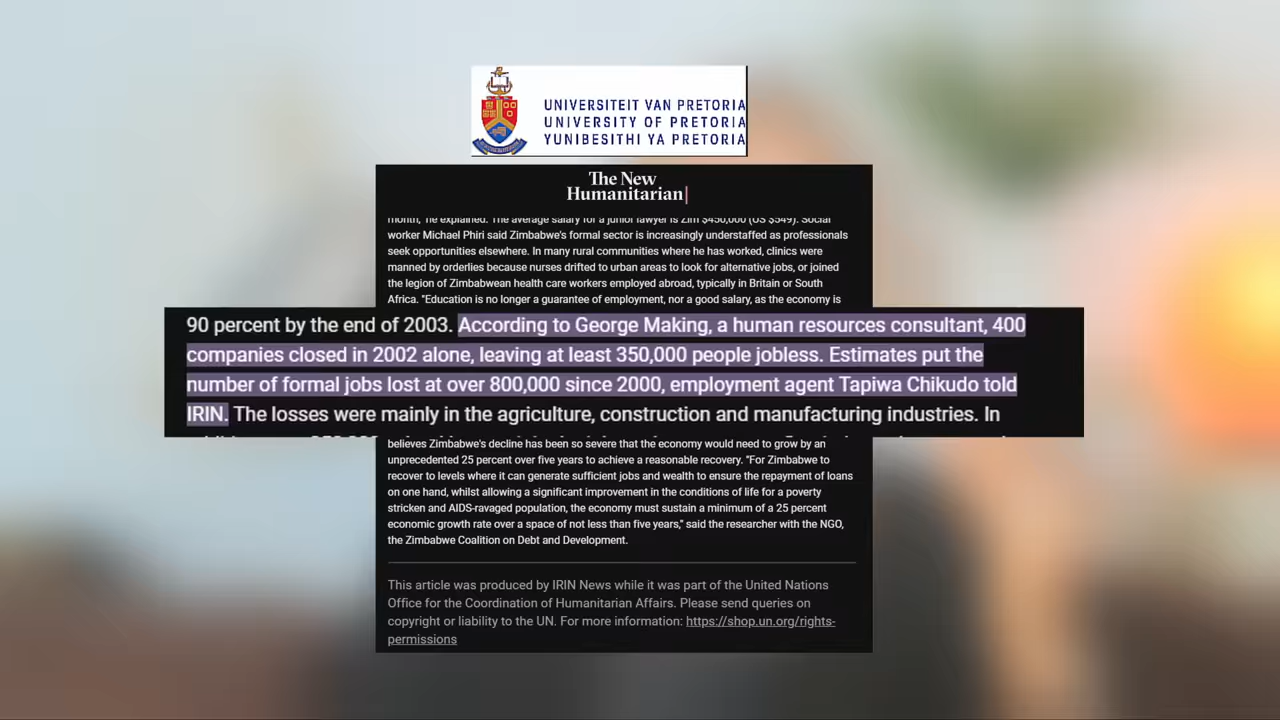 UNIVERSITEIT VAN PRETORIA
UNIVERSITY OF PRETORIA
YUNIBESITHI YA PRETORIA
The New
Humanitarian
month," he explained. The average salary for a junior lawyer is Zim $450,000 (US $549). Social
worker Michael Phiri said Zimbabwe's formal sector is increasingly understaffed as professionals
seek opportunities elsewhere. In many rural communities where he has worked, clinics were
manned by orderlies because nurses drifted to urban areas to look for alternative jobs, or joined
the legion of Zimbabwean health care workers employed abroad, typically in Britain or South
Africa. "Education is no longer a guarantee of employment, nor a good salary, as the economy is
90 percent by the end of 2003. According to George Making, a human resources consultant, 400
companies closed in 2002 alone, leaving at least 350,000 people jobless. Estimates put the
number of formal jobs lost at over 800,000 since 2000, employment agent Tapiwa Chikudo told
IRIN. The losses were mainly in the agriculture, construction and manufacturing industries. In
believes Zimbabwe's decline has been so severe that the economy would need to grow by an
unprecedented 25 percent over five years to achieve a reasonable recovery. "For Zimbabwe to
recover to levels where it can generate sufficient jobs and wealth to ensure the repayment of loans
on one hand, whilst allowing a significant improvement in the conditions of life for a poverty
stricken and AIDS-ravaged population, the economy must sustain a minimum of a 25 percent
economic growth rate over a space of not less than five years," said the researcher with the NGO,
the Zimbabwe Coalition on Debt and Development.
This article was produced by IRIN News while it was part of the United Nations
Office for the Coordination of Humanitarian Affairs. Please send queries on
copyright or liability to the UN. For more information: https://shop.un.org/rights-
permissions